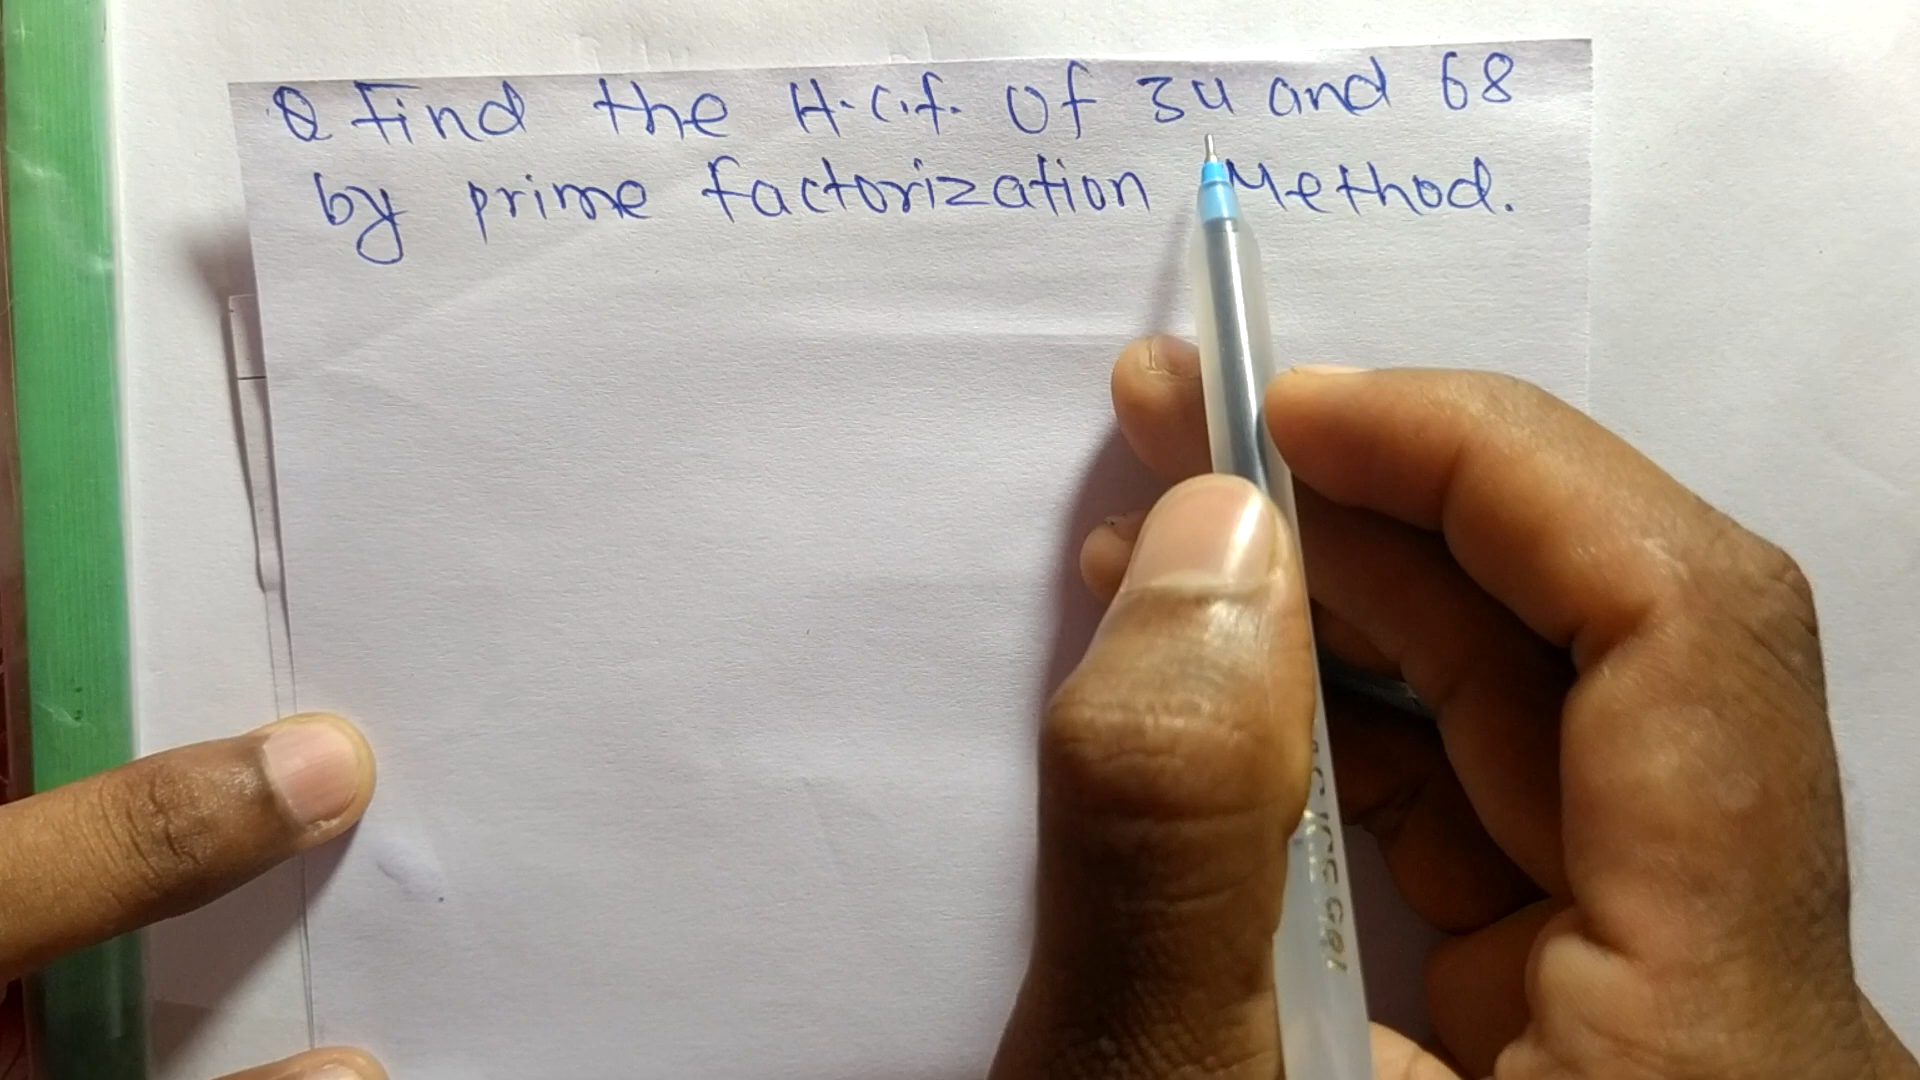 Q Find the H.C.f. Of 34 and 68
by prime factorization Method.